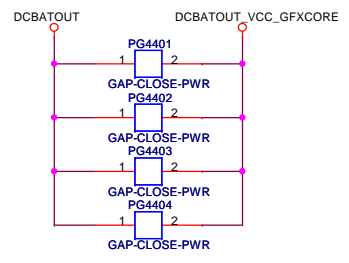 DCBATOUT DCBATOUT_VCC_GFXCORE
PG4401
1 2
GAP-CLOSE-PWR
PG4402
1 2
GAP-CLOSE-PWR
PG4403
1 2
GAP-CLOSE-PWR
PG4404
1 2
GAP-CLOSE-PWR